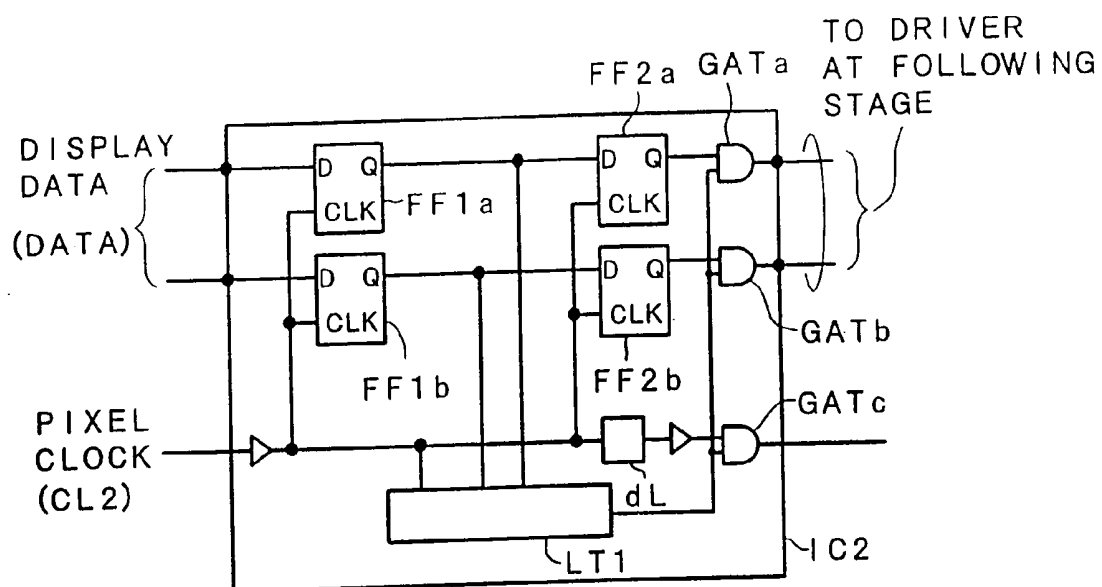 TO DRIVER
AT FOLLOWING
STAGE
FF2a
GATa
DISPLAY
DATA
(DATA)
D Q
CLK
FF1a
D Q
CLK
D Q
CLK
FF1b
D Q
CLK
FF2b
GATb
GATc
PIXEL
CLOCK
(CL2)
dL
LT1
IC2